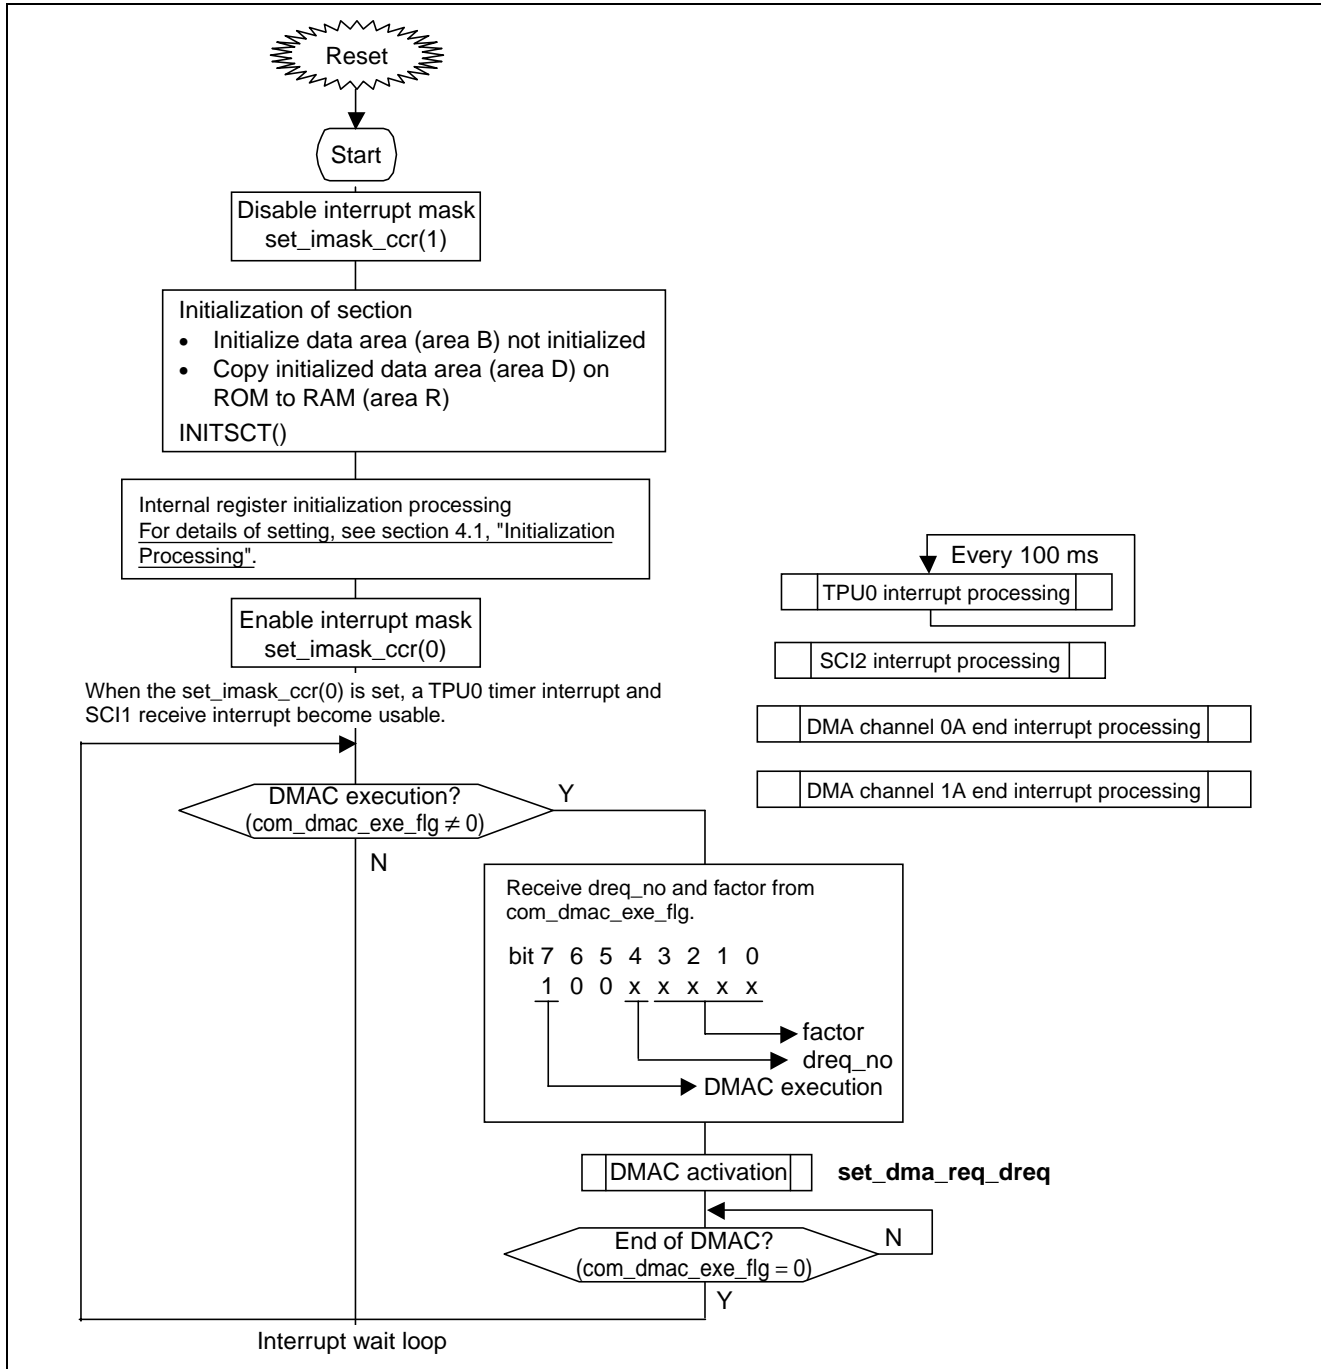 Reset
Start
Disable interrupt mask
set_imask_ccr(1)
Initialization of section
• Initialize data area (area B) not initialized
• Copy initialized data area (area D) on
ROM to RAM (area R)
INITSCT()
Internal register initialization processing
For details of setting, see section 4.1, "Initialization
Processing".
Enable interrupt mask
set_imask_ccr(0)
When the set_imask_ccr(0) is set, a TPU0 timer interrupt and
SCI1 receive interrupt become usable.
Every 100 ms
TPU0 interrupt processing
SCI2 interrupt processing
DMA channel 0A end interrupt processing
DMA channel 1A end interrupt processing
DMAC execution?
(com_dmac_exe_flg ≠ 0)
Y
N
Receive dreq_no and factor from
com_dmac_exe_flg.
bit 7 6 5 4 3 2 1 0
1 0 0 x x x x x
factor
dreq_no
DMAC execution
DMAC activation
set_dma_req_dreq
End of DMAC?
(com_dmac_exe_flg = 0)
N
Y
Interrupt wait loop